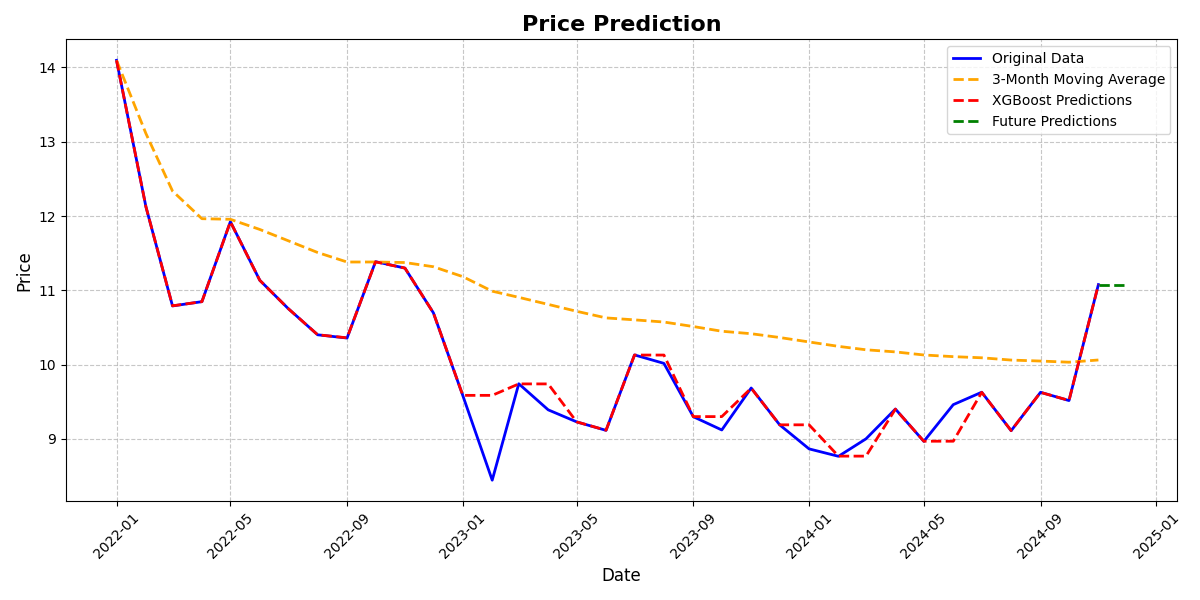 Price Prediction
Original Data
3-Month Moving Average
XGBoost Predictions
Future Predictions
Price
14
13
12
11
10
9
2022-01
2022-05
2022-09
2023-01
2023-05
2023-09
2024-01
2024-05
2024-09
2025-01
Date